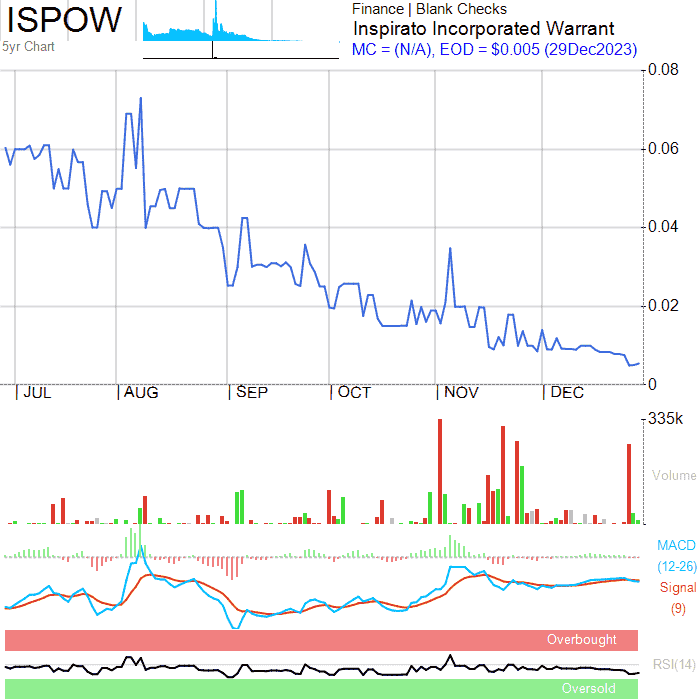 ISPOW
5yr Chart
Finance | Blank Checks
Inspirato Incorporated Warrant
MC = (N/A), EOD = $0.005 (29Dec2023)
0.08
0.06
0.04
0.02
0
| JUL | AUG | SEP | OCT | NOV | DEC
335k
Volume
MACD
(12-26)
Signal
(9)
Overbought
RSI(14)
Oversold